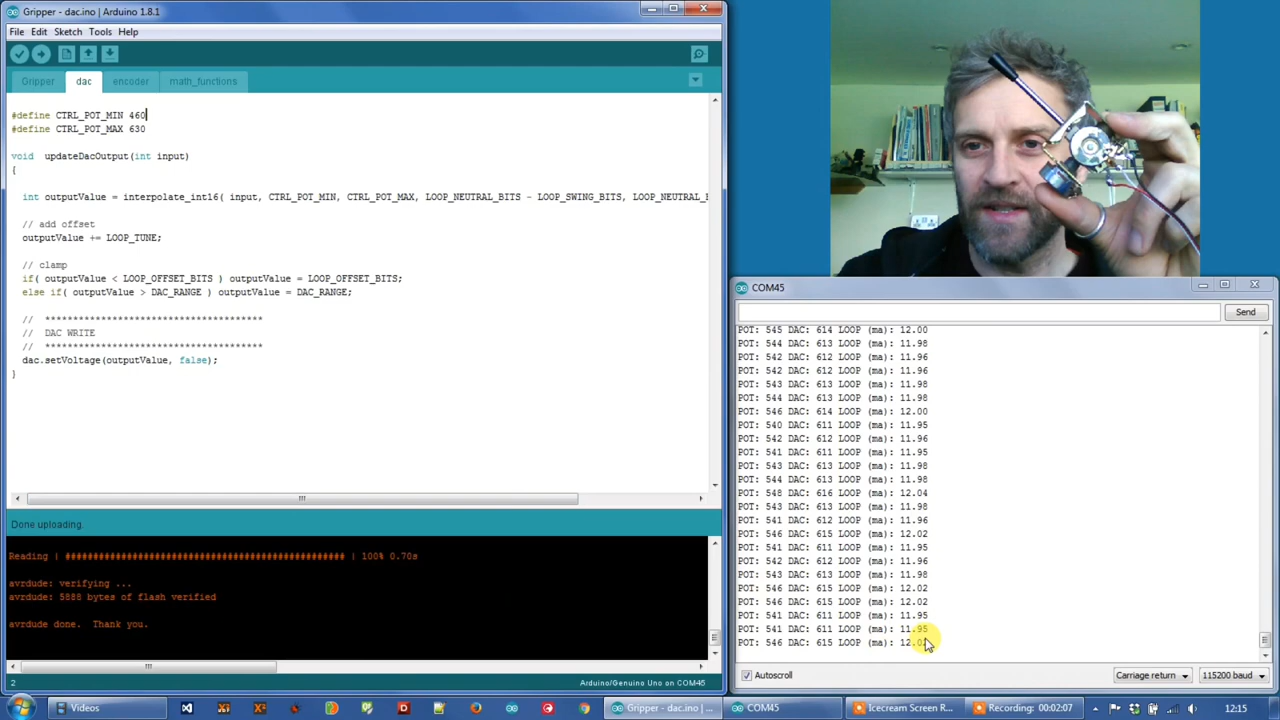 Gripper - dac.ino | Arduino 1.8.1
File Edit Sketch Tools Help
Gripper dac encoder math_functions
#define CTRL_POT_MIN 460
#define CTRL_POT_MAX 630
void updateDacOutput(int input)
{
int outputValue = interpolate_int16( input, CTRL_POT_MIN, CTRL_POT_MAX, LOOP_NEUTRAL_BITS - LOOP_SWING_BITS, LOOP_NEUTRAL_
// add offset
outputValue += LOOP_TUNE;
// clamp
if( outputValue < LOOP_OFFSET_BITS ) outputValue = LOOP_OFFSET_BITS;
else if( outputValue > DAC_RANGE ) outputValue = DAC_RANGE;
// ***************************************
// DAC WRITE
// ***************************************
dac.setVoltage(outputValue, false);
}
Done uploading.
Reading | ################################################## | 100% 0.70s
avrdude: verifying ...
avrdude: 5888 bytes of flash verified
avrdude done. Thank you.
2 Arduino/Genuino Uno on COM45
COM45
Send
POT: 545 DAC: 614 LOOP (ma): 12.00
POT: 544 DAC: 613 LOOP (ma): 11.98
POT: 542 DAC: 612 LOOP (ma): 11.96
POT: 542 DAC: 612 LOOP (ma): 11.96
POT: 543 DAC: 613 LOOP (ma): 11.98
POT: 544 DAC: 613 LOOP (ma): 11.98
POT: 546 DAC: 614 LOOP (ma): 12.00
POT: 540 DAC: 611 LOOP (ma): 11.95
POT: 542 DAC: 612 LOOP (ma): 11.96
POT: 541 DAC: 611 LOOP (ma): 11.95
POT: 543 DAC: 613 LOOP (ma): 11.98
POT: 544 DAC: 613 LOOP (ma): 11.98
POT: 548 DAC: 616 LOOP (ma): 12.04
POT: 543 DAC: 613 LOOP (ma): 11.98
POT: 541 DAC: 612 LOOP (ma): 11.96
POT: 546 DAC: 615 LOOP (ma): 12.02
POT: 541 DAC: 611 LOOP (ma): 11.95
POT: 542 DAC: 612 LOOP (ma): 11.96
POT: 543 DAC: 613 LOOP (ma): 11.98
POT: 546 DAC: 615 LOOP (ma): 12.02
POT: 546 DAC: 615 LOOP (ma): 12.02
POT: 541 DAC: 611 LOOP (ma): 11.95
POT: 541 DAC: 611 LOOP (ma): 11.95
POT: 546 DAC: 615 LOOP (ma):
Autoscroll Carriage return 115200 baud
Videos Gripper - dac.ino | ... COM45 Icecream Screen R... Recording: 00:02:07 12:15